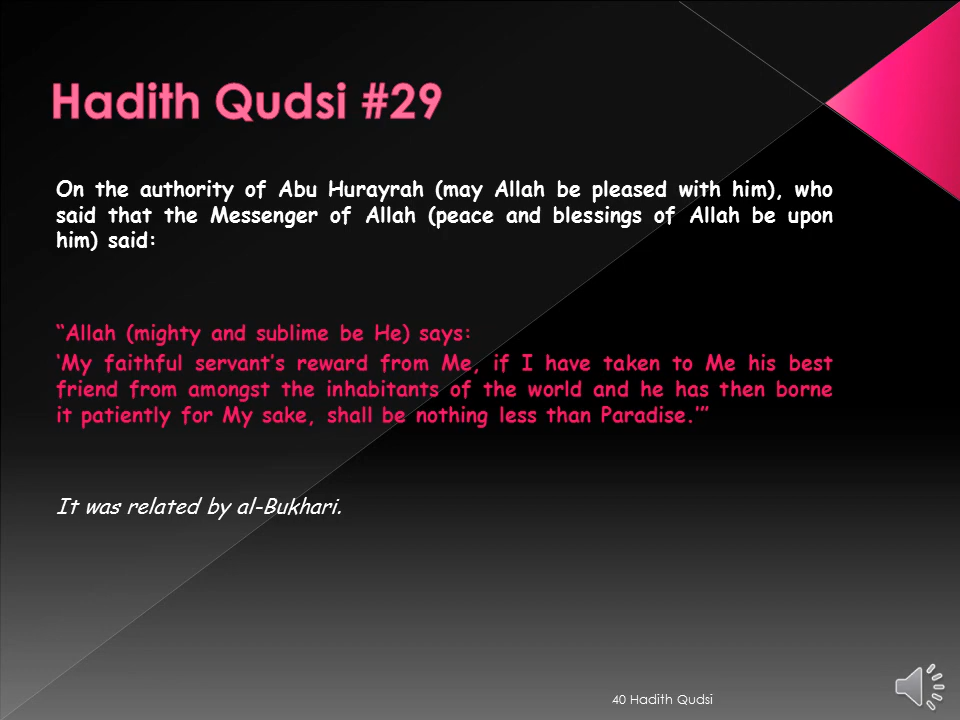 Hadith Qudsi #29
On the authority of Abu Hurayrah (may Allah be pleased with him), who
said that the Messenger of Allah (peace and blessings of Allah be upon
him) said:
“Allah (mighty and sublime be He) says:
‘My faithful servant’s reward from Me, if I have taken to Me his best
friend from amongst the inhabitants of the world and he has then borne
it patiently for My sake, shall be nothing less than Paradise.’”
It was related by al-Bukhari.
40 Hadith Qudsi